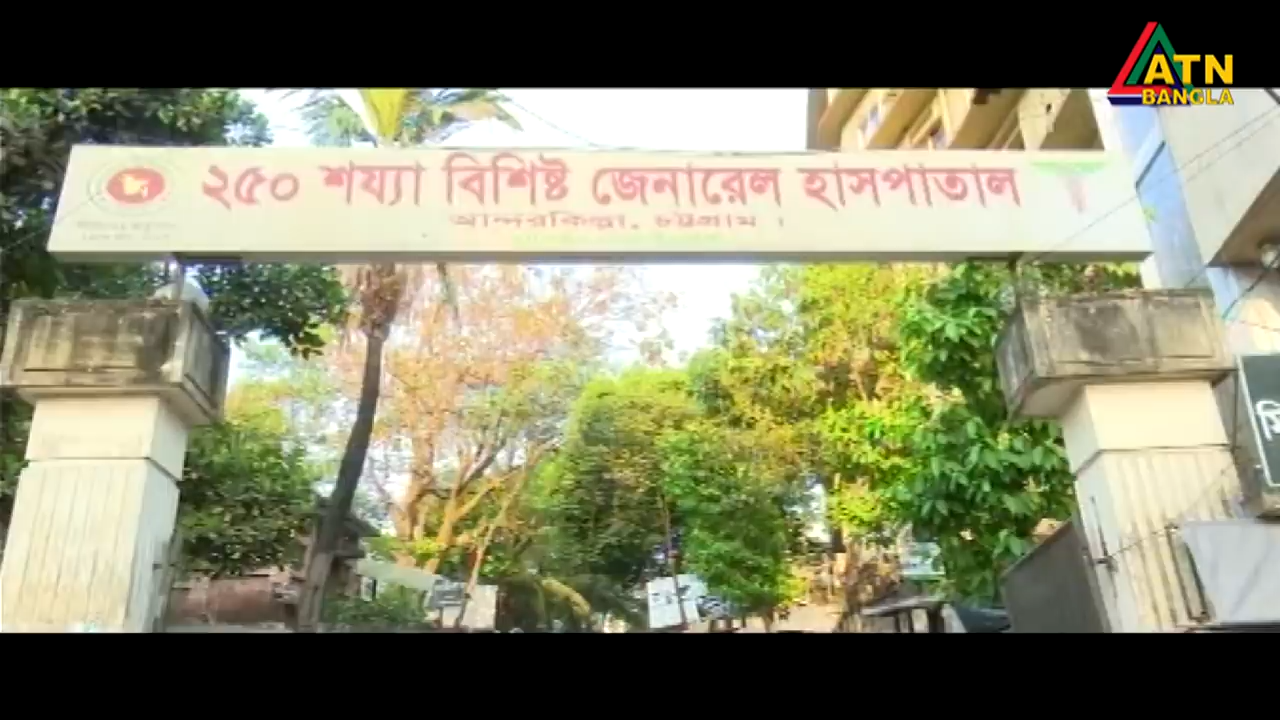 ATN
BANGLA
২৫০ শয্যা বিশিষ্ট জেনারেল হাসপাতাল
আন্দরকিল্লা, চট্টগ্রাম ।